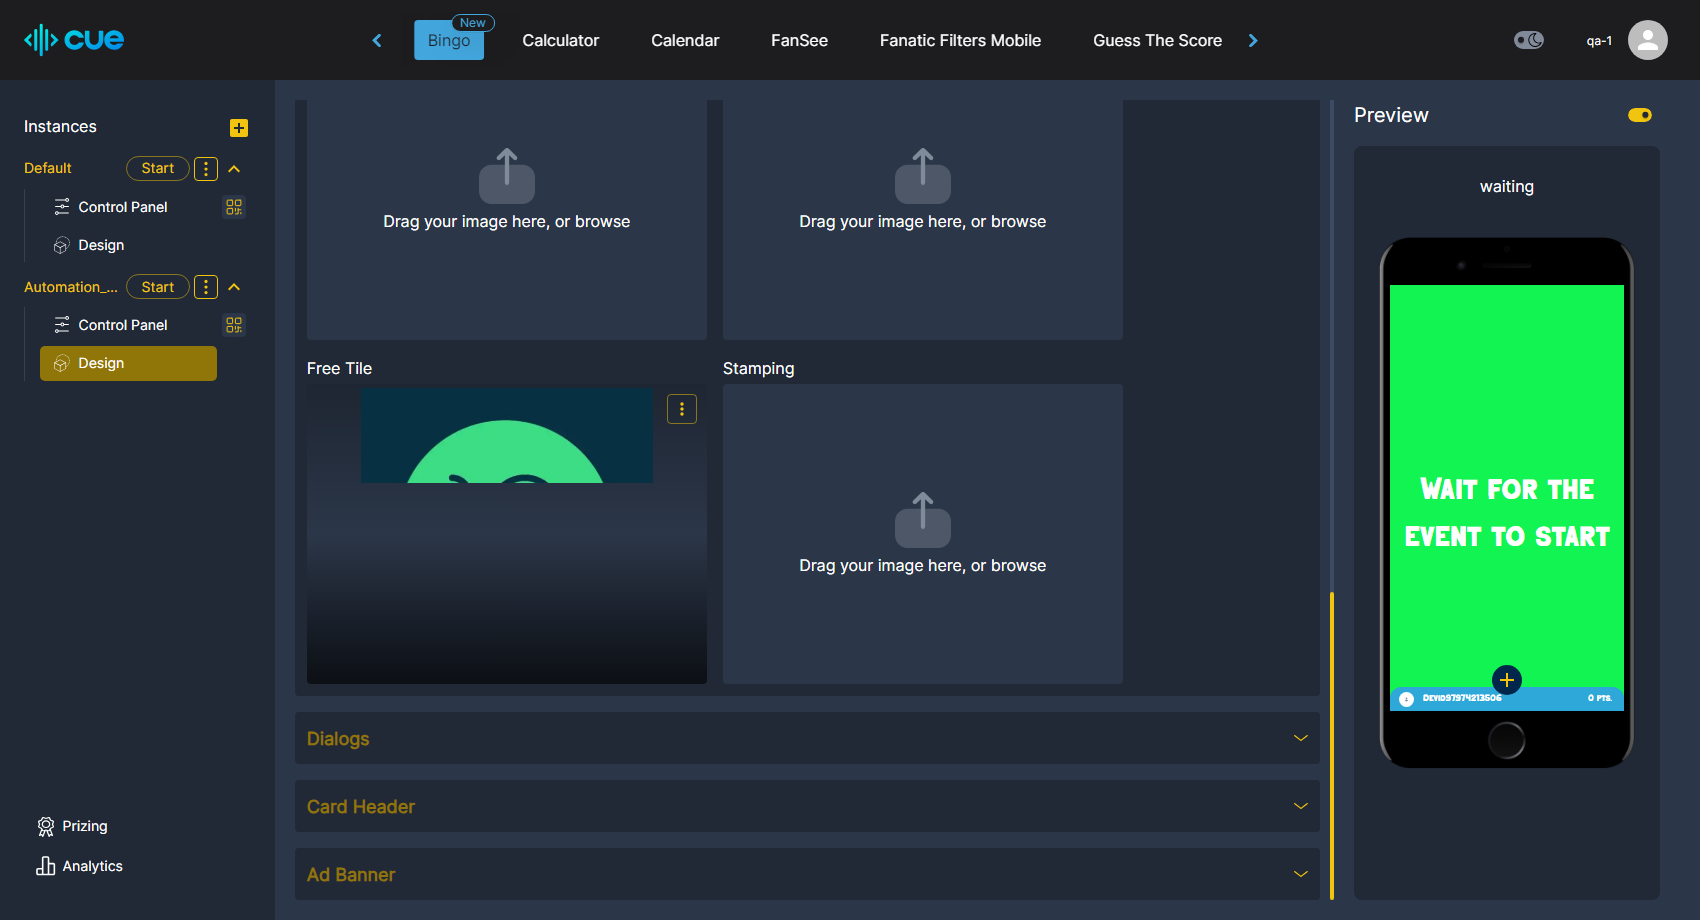 cue
New
Bingo
Calculator
Calendar
FanSee
Fanatic Filters Mobile
Guess The Score
qa-1
Instances
Default
Start
Control Panel
Design
Automation_...
Start
Control Panel
Design
Prizing
Analytics
Drag your image here, or browse
Drag your image here, or browse
Free Tile
Stamping
Drag your image here, or browse
Dialogs
Card Header
Ad Banner
Preview
waiting
Wait for the
event to start
Devid97974213506
0 pts.